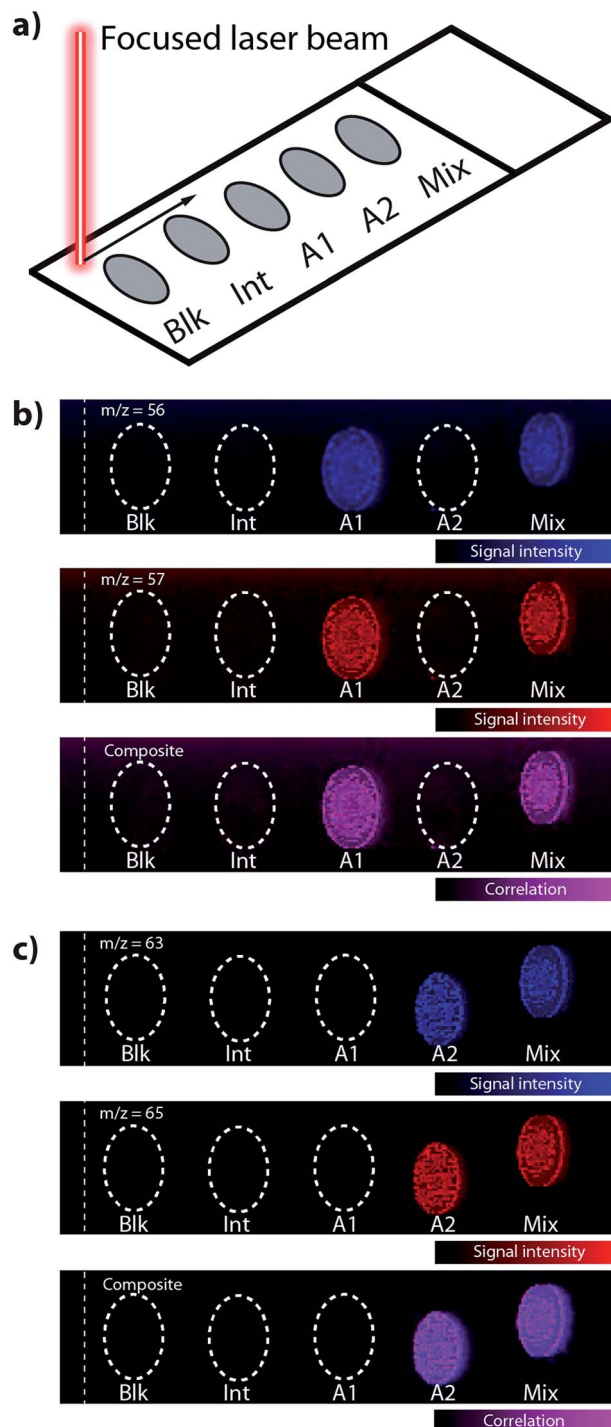 a)
Focused laser beam
Blk
Int
A1
A2
Mix
b)
m/z = 56
Blk Int A1 A2 Mix
Signal intensity
m/z = 57
Blk Int A1 A2 Mix
Signal intensity
Composite
Blk Int A1 A2 Mix
Correlation
c)
m/z = 63
Blk Int A1 A2 Mix
Signal intensity
m/z = 65
Blk Int A1 A2 Mix
Signal intensity
Composite
Blk Int A1 A2 Mix
Correlation